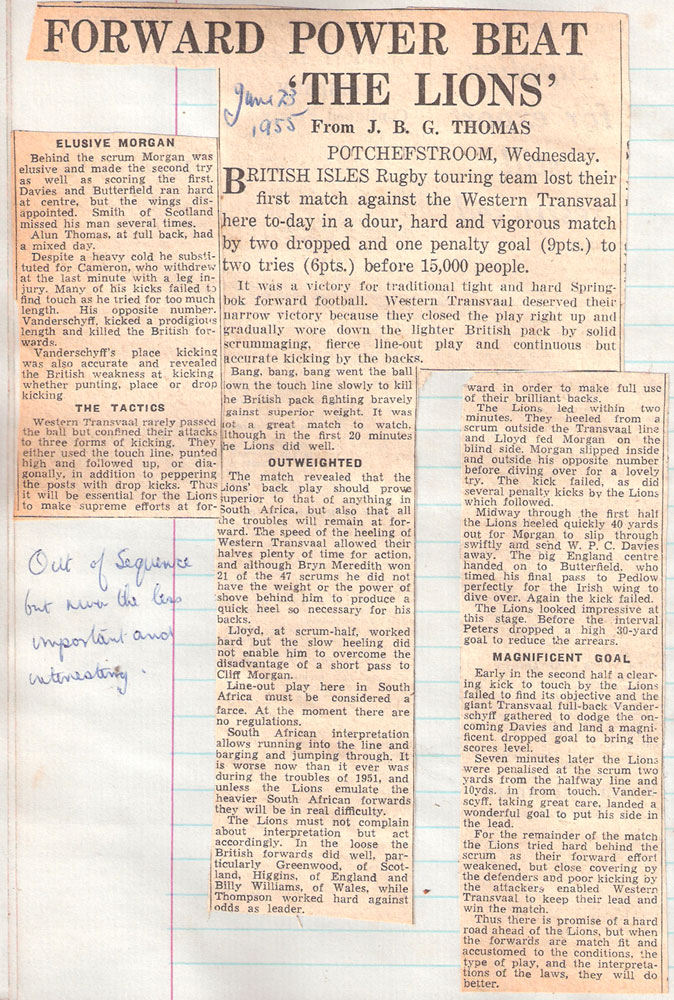 FORWARD POWER BEAT
'THE LIONS'
June 23
1955
From J. B. G. THOMAS
POTCHEFSTROOM, Wednesday.
BRITISH ISLES Rugby touring team lost their
first match against the Western Transvaal
here to-day in a dour, hard and vigorous match
by two dropped and one penalty goal (9pts.) to
two tries (6pts.) before 15,000 people.
It was a victory for traditional tight and hard Spring-
bok forward football. Western Transvaal deserved their
narrow victory because they closed the play right up and
gradually wore down the lighter British pack by solid
scrummaging, fierce line-out play and continuous but
accurate kicking by the backs.
Bang, bang, bang went the ball
own the touch line slowly to kill
he British pack fighting bravely
gainst superior weight. It was
ot a great match to watch,
lthough in the first 20 minutes
he Lions did well.
OUTWEIGHTED
The match revealed that the
Lions' back play should prove
superior to that of anything in
South Africa, but also that all
the troubles will remain at for-
ward. The speed of the heeling of
Western Transvaal allowed their
halves plenty of time for action,
and although Bryn Meredith won
21 of the 47 scrums he did not
have the weight or the power of
shove behind him to produce a
quick heel so necessary for his
backs.
Lloyd, at scrum-half, worked
hard but the slow heeling did
not enable him to overcome the
disadvantage of a short pass to
Cliff Morgan.
Line-out play here in South
Africa must be considered a
farce. At the moment there are
no regulations.
South African interpretation
allows running into the line and
barging and jumping through. It
is worse now than it ever was
during the troubles of 1951, and
unless the Lions emulate the
heavier South African forwards
they will be in real difficulty.
The Lions must not complain
about interpretation but act
accordingly. In the loose the
British forwards did well, par-
ticularly Greenwood, of Scot-
land, Higgins, of England and
Billy Williams, of Wales, while
Thompson worked hard against
odds as leader.
ELUSIVE MORGAN
Behind the scrum Morgan was
elusive and made the second try
as well as scoring the first.
Davies and Butterfield ran hard
at centre, but the wings dis-
appointed. Smith of Scotland
missed his man several times.
Alun Thomas, at full back, had
a mixed day.
Despite a heavy cold he substi-
tuted for Cameron, who withdrew
at the last minute with a leg in-
jury. Many of his kicks failed to
find touch as he tried for too much
length. His opposite number.
Vanderschyff, kicked a prodigious
length and killed the British for-
wards.
Vanderschyff's place kicking
was also accurate and revealed
the British weakness at kicking
whether punting, place or drop
kicking
THE TACTICS
Western Transvaal rarely passed
the ball but confined their attacks
to three forms of kicking. They
either used the touch line, punted
high and followed up, or dia-
gonally, in addition to peppering
the posts with drop kicks. Thus
it will be essential for the Lions
to make supreme efforts at for-
ward in order to make full use
of their brilliant backs.
The Lions led within two
minutes. They heeled from a
scrum outside the Transvaal line
and Lloyd fed Morgan on the
blind side. Morgan slipped inside
and outside his opposite number
before diving over for a lovely
try. The kick failed, as did
several penalty kicks by the Lions
which followed.
Midway through the first half
the Lions heeled quickly 40 yards
out for Morgan to slip through
swiftly and send W. P. C. Davies
away. The big England centre
handed on to Butterfield, who
timed his final pass to Pedlow
perfectly for the Irish wing to
dive over. Again the kick failed.
The Lions looked impressive at
this stage. Before the interval
Peters dropped a high 30-yard
goal to reduce the arrears.
MAGNIFICENT GOAL
Early in the second half a clear-
ing kick to touch by the Lions
failed to find its objective and the
giant Transvaal full-back Vander-
schyff gathered to dodge the on-
coming Davies and land a magni-
ficent dropped goal to bring the
scores level.
Seven minutes later the Lions
were penalised at the scrum two
yards from the halfway line and
10yds. in from touch. Vander-
scyff, taking great care, landed a
wonderful goal to put his side in
the lead.
For the remainder of the match
the Lions tried hard behind the
scrum as their forward effort
weakened, but close covering by
the defenders and poor kicking by
the attackers enabled Western
Transvaal to keep their lead and
win the match.
Thus there is promise of a hard
road ahead of the Lions, but when
the forwards are match fit and
accustomed to the conditions, the
type of play, and the interpreta-
tions of the laws, they will do
better.
Out of Sequence
but never the less
important and
interesting.